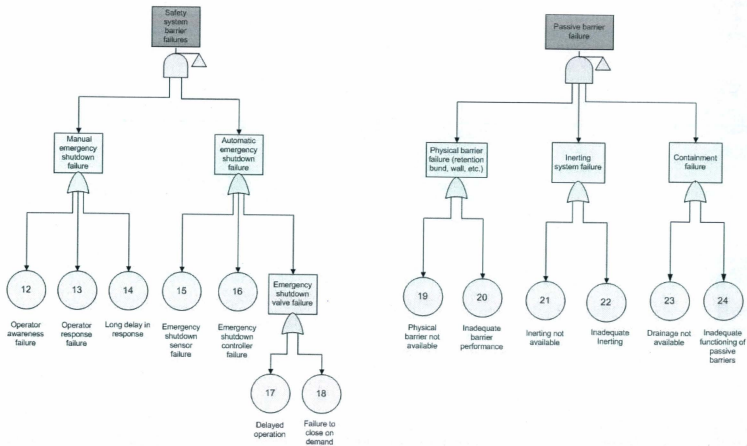 Safety
system
barrier
failures
Passive barrier
failure
Manual
emergency
shutdown
failure
Automatic
emergency
shutdown
failure
Physical barrier
failure (retention
bund, wall, etc.)
Inerting
system failure
Containment
failure
12
13
14
15
16
Emergency
shutdown
valve failure
19
20
21
22
23
24
Operator
awareness
failure
Operator
response
failure
Long delay in
response
Emergency
shutdown
sensor
failure
Emergency
shutdown
controller
failure
Physical
barrier not
available
Inadequate
barrier
performance
Inerting not
available
Inadequate
Inerting
Drainage not
available
Inadequate
functioning of
passive
barriers
17
18
Delayed
operation
Failure to
close on
demand